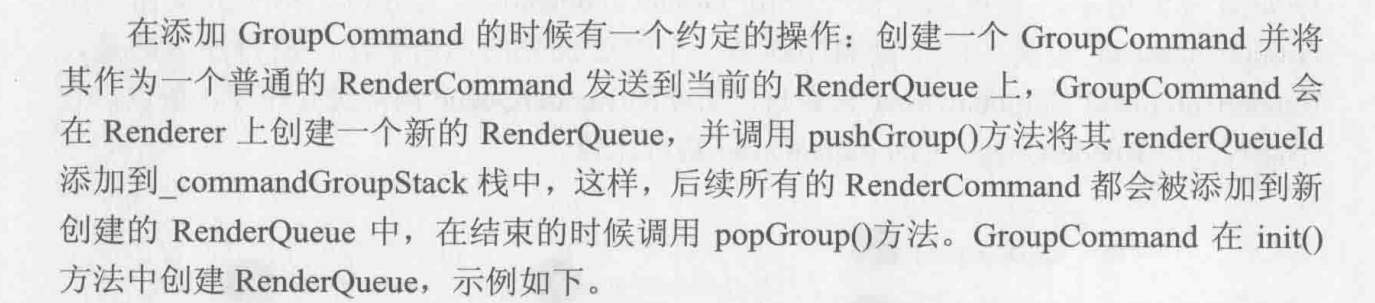 在添加 GroupCommand 的时候有一个约定的操作：创建一个 GroupCommand 并将
其作为一个普通的 RenderCommand 发送到当前的 RenderQueue 上，GroupCommand 会
在 Renderer 上创建一个新的 RenderQueue，并调用 pushGroup()方法将其 renderQueueId
添加到_commandGroupStack 栈中，这样，后续所有的 RenderCommand 都会被添加到新
创建的 RenderQueue 中，在结束的时候调用 popGroup()方法。GroupCommand 在 init()
方法中创建 RenderQueue，示例如下。